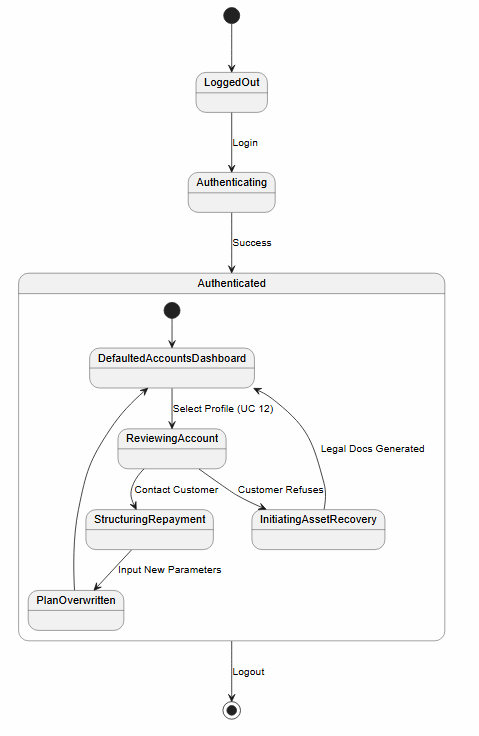 LoggedOut
Login
Authenticating
Success
Authenticated
DefaultedAccountsDashboard
Select Profile (UC 12)
ReviewingAccount
Legal Docs Generated
Contact Customer
Customer Refuses
StructuringRepayment
InitiatingAssetRecovery
Input New Parameters
PlanOverwritten
Logout